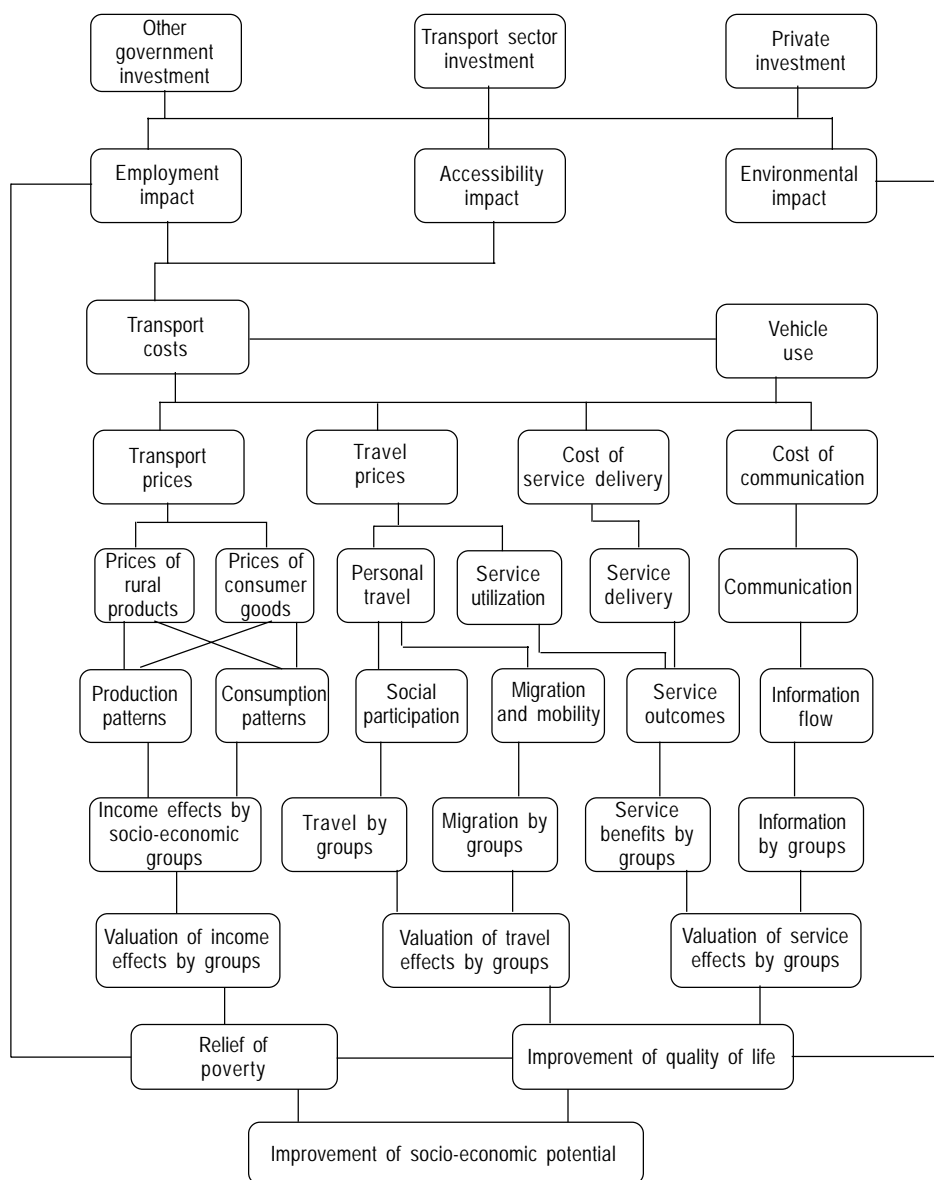 Other
government
investment
Transport sector
investment
Private
investment
Employment
impact
Accessibility
impact
Environmental
impact
Transport
costs
Vehicle
use
Transport
prices
Travel
prices
Cost of
service delivery
Cost of
communication
Prices of
rural
products
Prices of
consumer
goods
Personal
travel
Service
utilization
Service
delivery
Communication
Production
patterns
Consumption
patterns
Social
participation
Migration
and mobility
Service
outcomes
Information
flow
Income effects by
socio-economic
groups
Travel by
groups
Migration by
groups
Service
benefits by
groups
Information
by groups
Valuation of income
effects by groups
Valuation of travel
effects by groups
Valuation of service
effects by groups
Relief of
poverty
Improvement of quality of life
Improvement of socio-economic potential